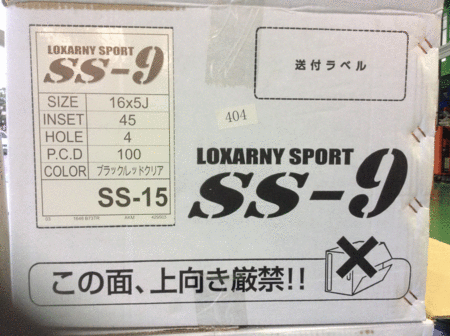 LOXARNY SPORT
SS-9
SIZE 16x5J
INSET 45
HOLE 4
P.C.D 100
COLOR ブラック/レッドクリア
SS-15
送付ラベル
404
LOXARNY SPORT
SS-9
この面、上向き厳禁!!